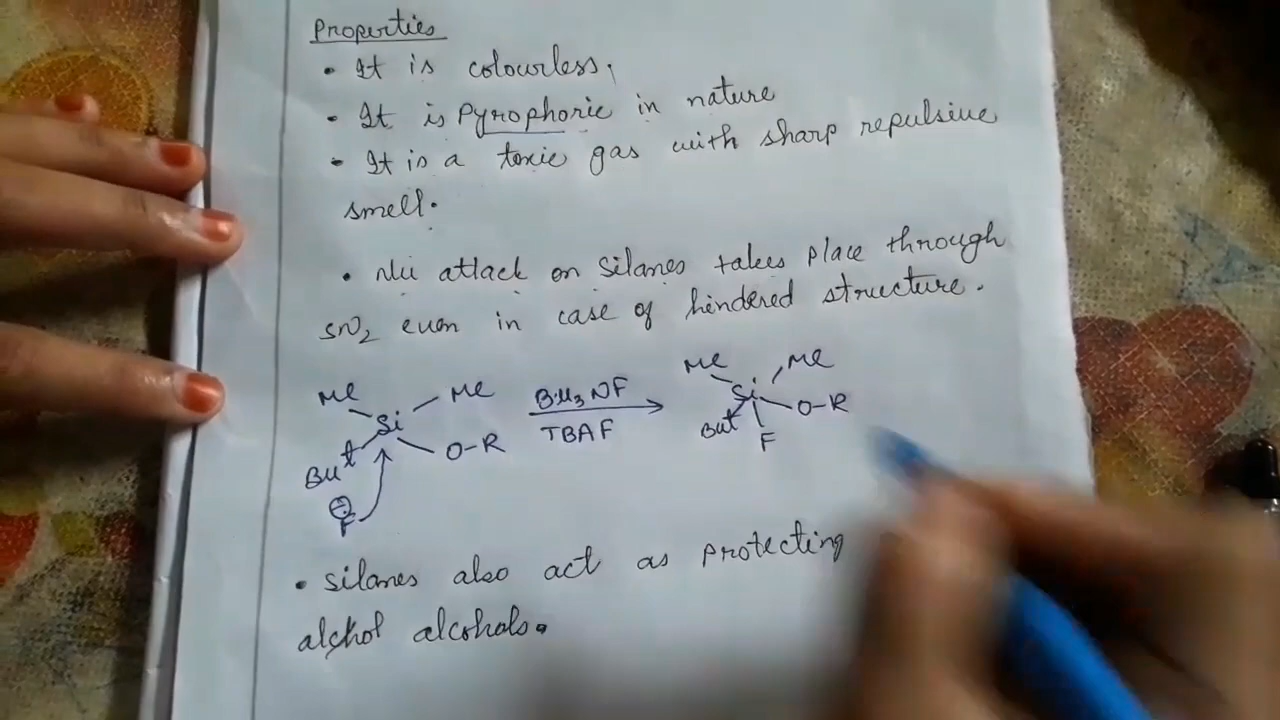 Properties
• It is colourless.
• It is Pyrophoric in nature
• It is a toxic gas with sharp repulsive
smell.
• Nu attack on Silanes takes place through
SN2 even in case of hindered structure.
Me Me Si But O-R F⊖
Bu3NF
TBAF
Me Me Si But O-R F
• Silanes also act as Protecting
alchol alcohols.